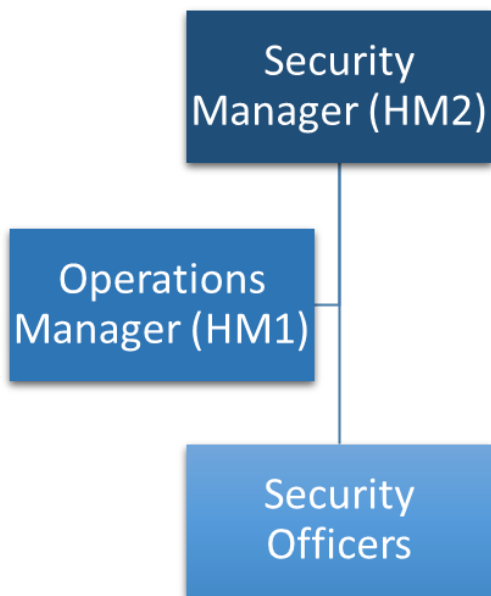 Security
Manager (HM2)
Operations
Manager (HM1)
Security
Officers